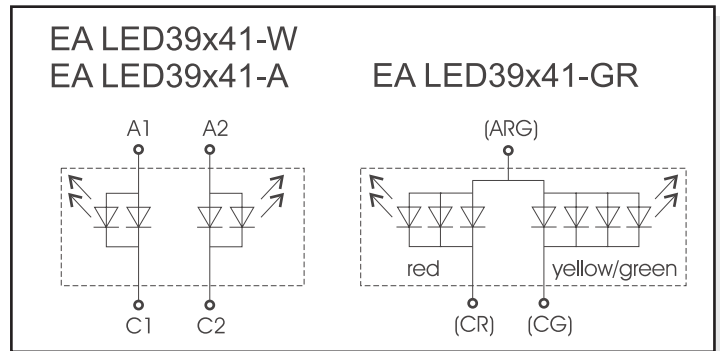 EA LED39x41-W
EA LED39x41-A
EA LED39x41-GR
A1 A2
(ARG)
red yellow/green
C1 C2
(CR) (CG)